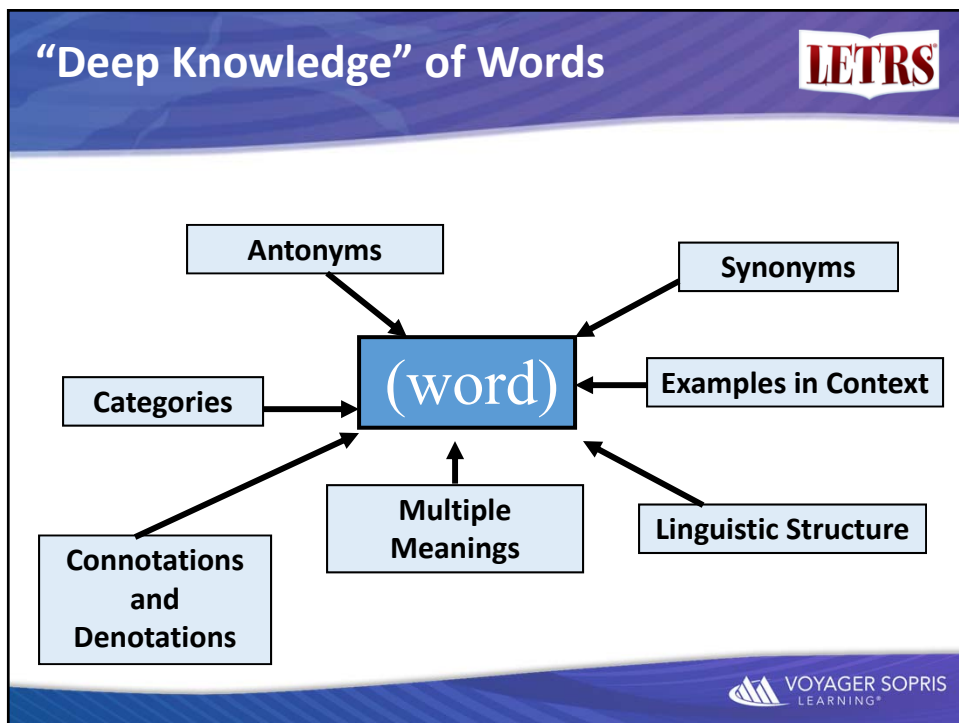 “Deep Knowledge” of Words
LETRS®
Antonyms
Synonyms
(word)
Examples in Context
Categories
Multiple
Meanings
Linguistic Structure
Connotations
and
Denotations
VOYAGER SOPRIS
LEARNING®